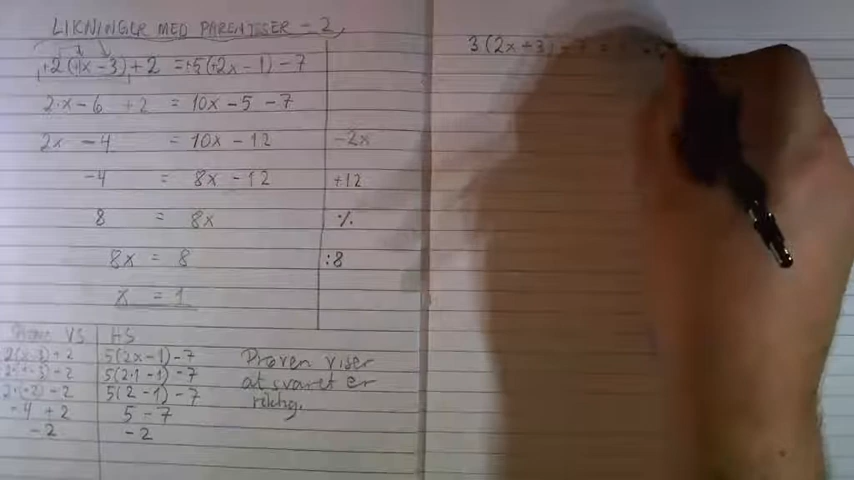 LIKNINGER MED PARENTESER - 2
+2(+x - 3) + 2 = +5(+2x - 1) - 7
2·x - 6 + 2 = 10x - 5 - 7
2x - 4 = 10x - 12 | -2x
-4 = 8x - 12 | +12
8 = 8x | %
8x = 8 | :8
x = 1
VS | HS
2(x-3)+2 | 5(2x-1)-7
2(1-3)+2 | 5(2·1-1)-7
2·(-2)+2 | 5(2-1)-7
-4 + 2 | 5 - 7
-2 | -2
Prøven viser
at svaret er
riktig.
3(2x+3) - 7 =